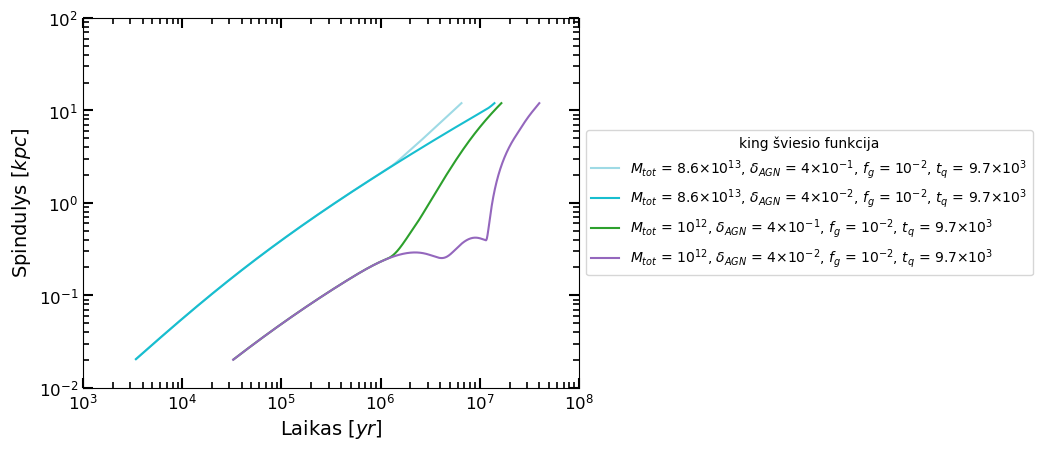 10²
10¹
10⁰
10⁻¹
10⁻²
Spindulys [kpc]
10³ 10⁴ 10⁵ 10⁶ 10⁷ 10⁸
Laikas [yr]
king šviesio funkcija
M_tot = 8.6×10¹³, δ_AGN = 4×10⁻¹, f_g = 10⁻², t_q = 9.7×10³
M_tot = 8.6×10¹³, δ_AGN = 4×10⁻², f_g = 10⁻², t_q = 9.7×10³
M_tot = 10¹², δ_AGN = 4×10⁻¹, f_g = 10⁻², t_q = 9.7×10³
M_tot = 10¹², δ_AGN = 4×10⁻², f_g = 10⁻², t_q = 9.7×10³